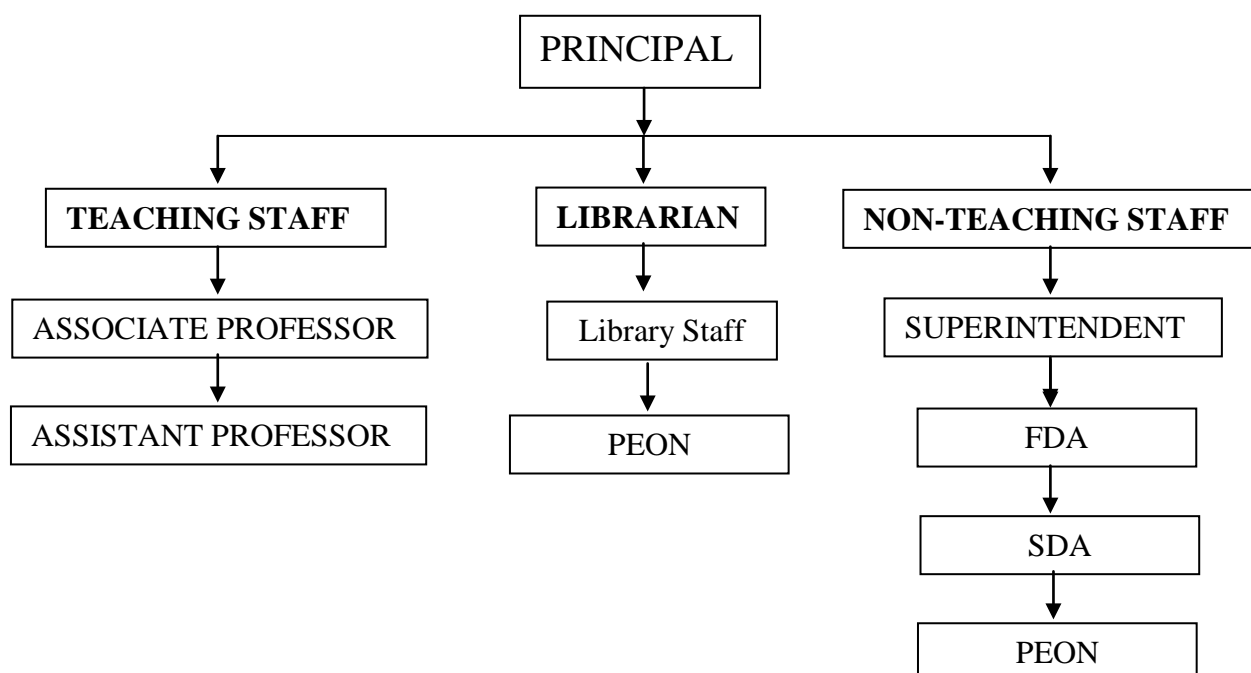 PRINCIPAL
TEACHING STAFF
LIBRARIAN
NON-TEACHING STAFF
ASSOCIATE PROFESSOR
Library Staff
SUPERINTENDENT
ASSISTANT PROFESSOR
PEON
FDA
SDA
PEON